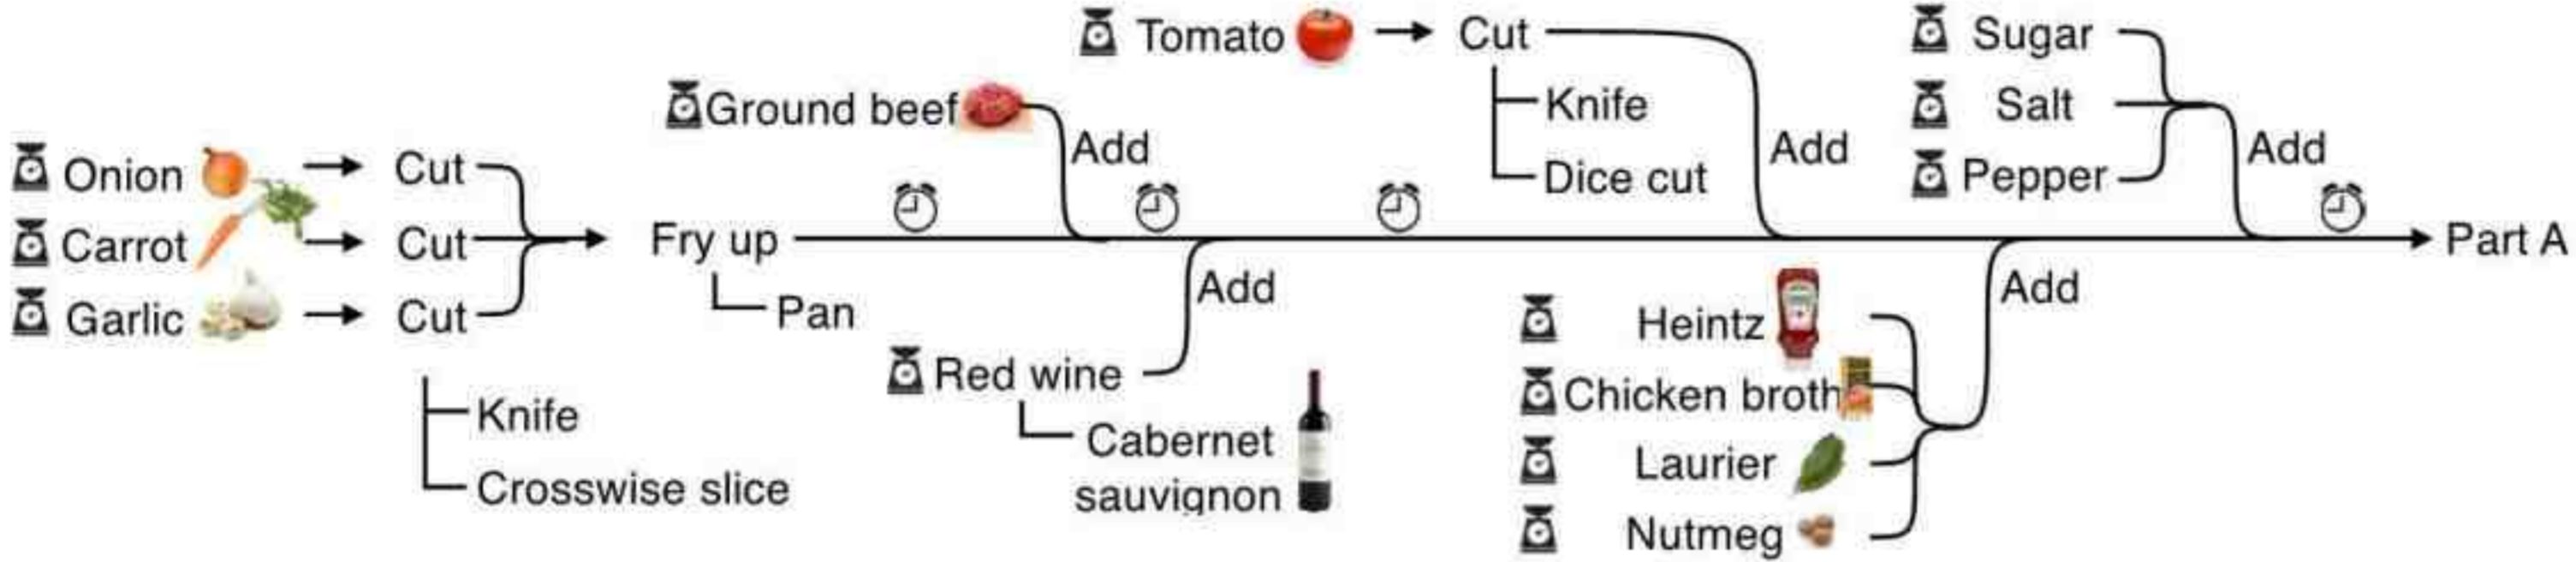 Tomato
Cut
Knife
Dice cut
Add
Sugar
Salt
Pepper
Add
Ground beef
Add
Onion
Cut
Carrot
Cut
Garlic
Cut
Knife
Crosswise slice
Fry up
Pan
Part A
Add
Red wine
Cabernet
sauvignon
Add
Heintz
Chicken broth
Laurier
Nutmeg